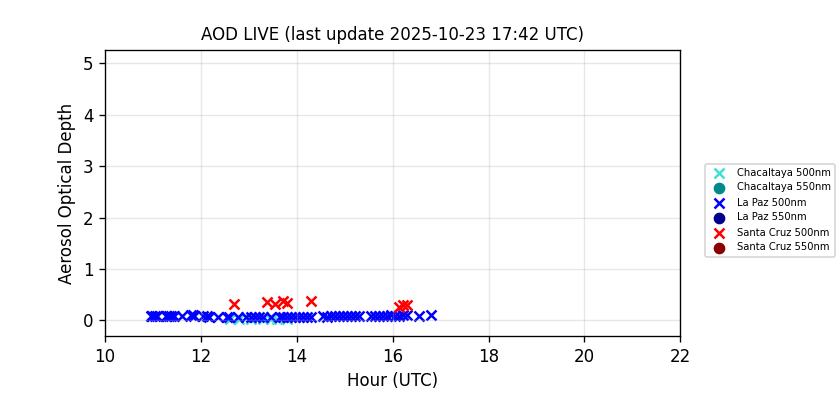 AOD LIVE (last update 2025-10-23 17:42 UTC)
Aerosol Optical Depth
5
4
3
2
1
0
10 12 14 16 18 20 22
Hour (UTC)
Chacaltaya 500nm
Chacaltaya 550nm
La Paz 500nm
La Paz 550nm
Santa Cruz 500nm
Santa Cruz 550nm